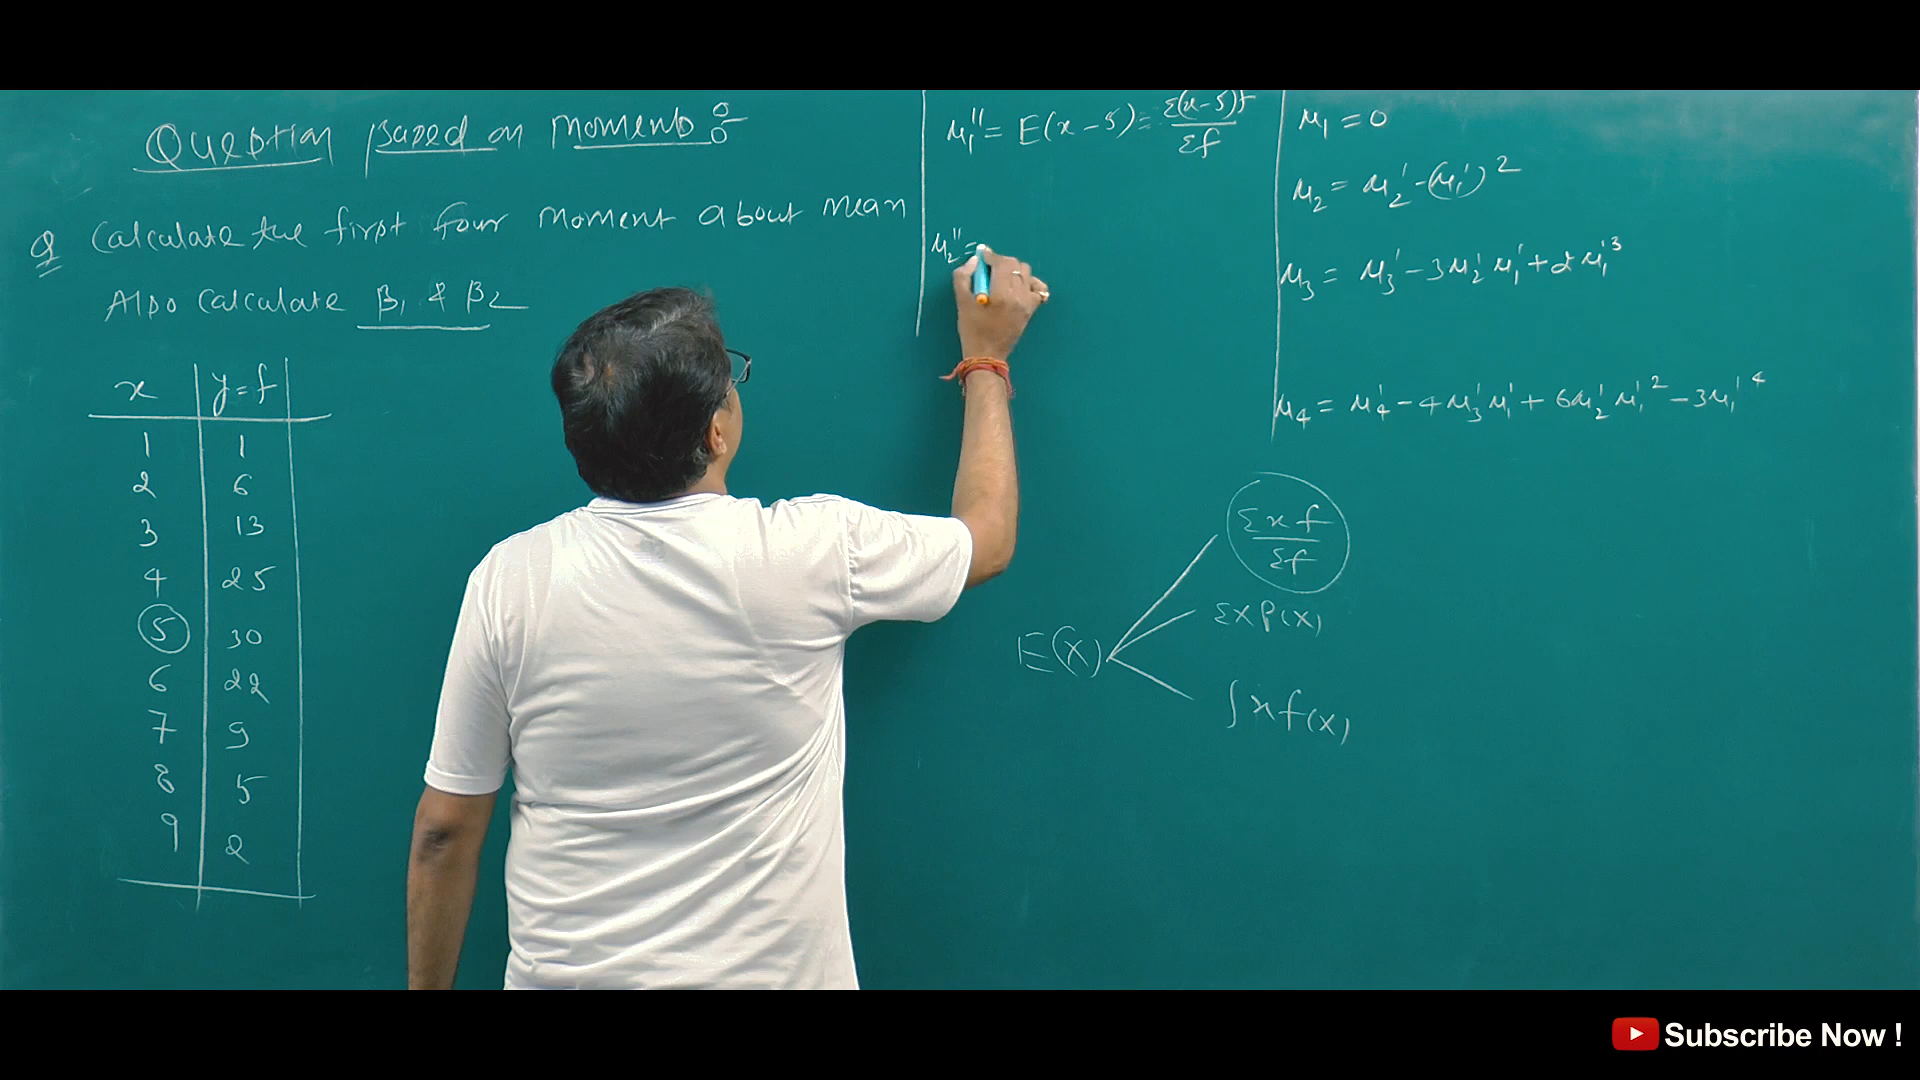 Question Based on Moments :-
Q Calculate the first four moment about mean
Also calculate β₁ & β₂
x | y=f
1 | 1
2 | 6
3 | 13
4 | 25
5 | 30
6 | 22
7 | 9
8 | 5
9 | 2
μ₁'' = E(x-5) = Σ(x-5)f / Σf
μ₂'' =
μ₁ = 0
μ₂ = μ₂' - (μ₁')²
μ₃ = μ₃' - 3μ₂'μ₁' + 2μ₁'³
μ₄ = μ₄' - 4μ₃'μ₁' + 6μ₂'μ₁'² - 3μ₁'⁴
E(x)
Σxf / Σf
Σx P(x)
∫x f(x)
Subscribe Now !